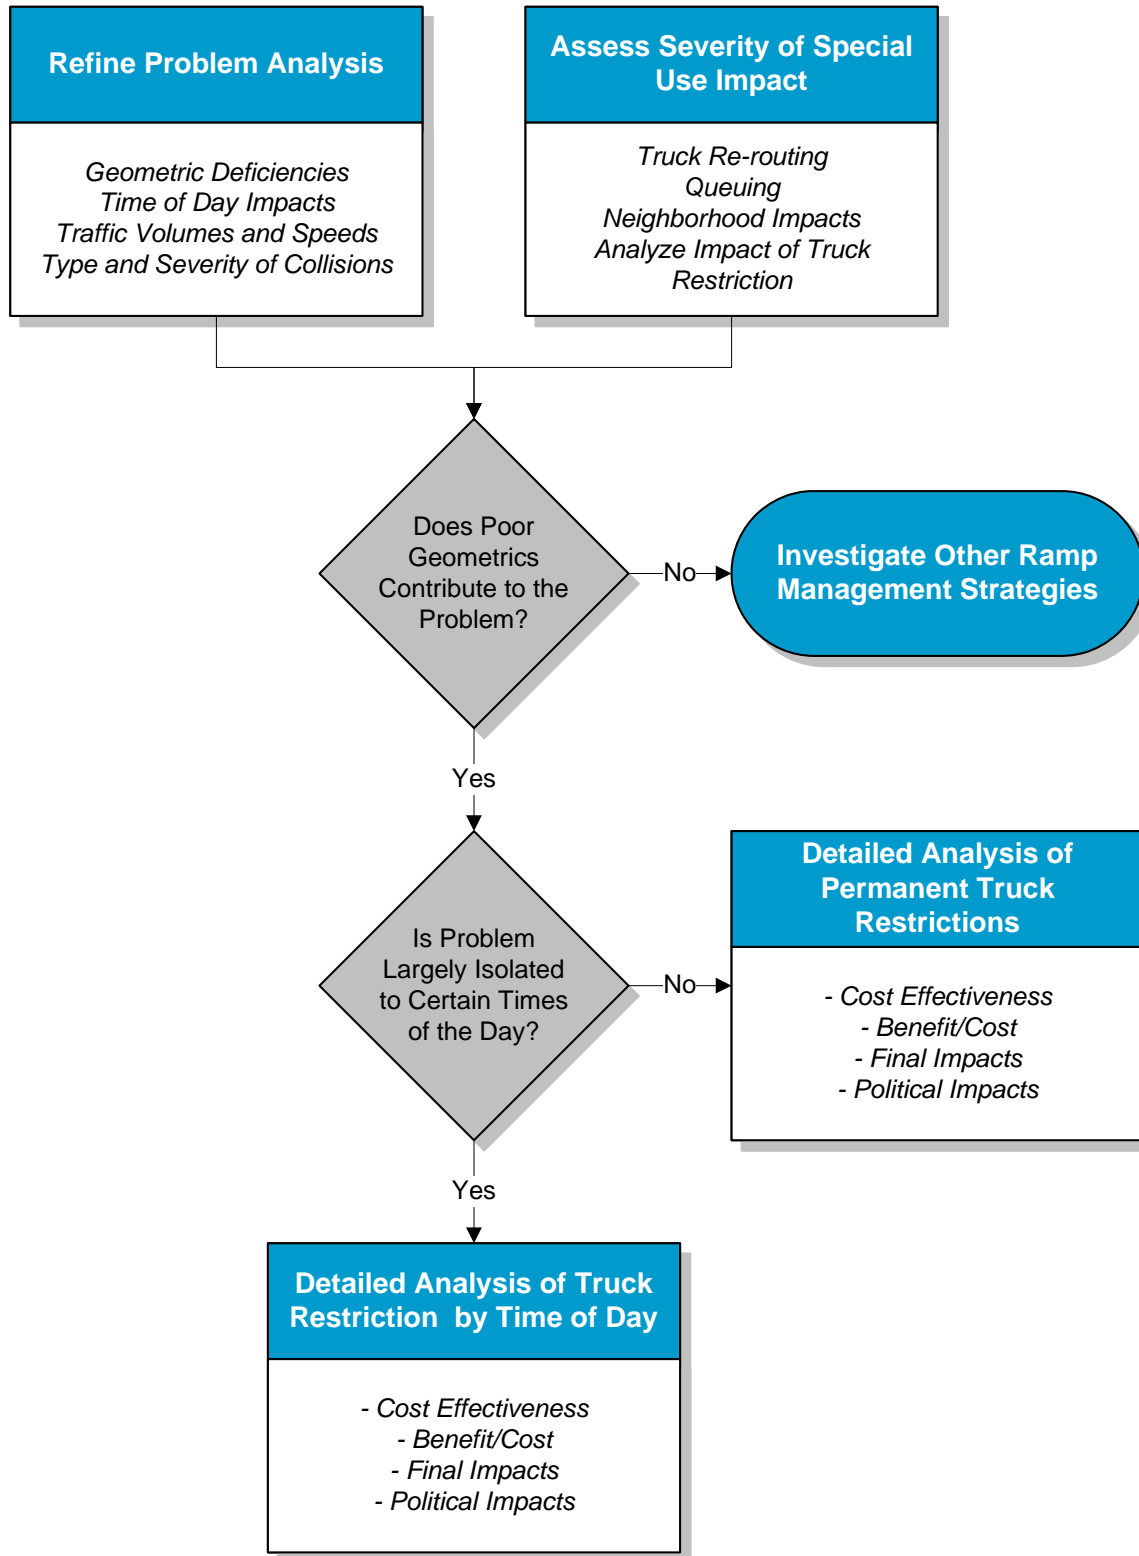 Refine Problem Analysis
Geometric Deficiencies
Time of Day Impacts
Traffic Volumes and Speeds
Type and Severity of Collisions
Assess Severity of Special
Use Impact
Truck Re-routing
Queuing
Neighborhood Impacts
Analyze Impact of Truck
Restriction
Does Poor
Geometrics
Contribute to the
Problem?
No
Investigate Other Ramp
Management Strategies
Yes
Is Problem
Largely Isolated
to Certain Times
of the Day?
No
Detailed Analysis of
Permanent Truck
Restrictions
- Cost Effectiveness
- Benefit/Cost
- Final Impacts
- Political Impacts
Yes
Detailed Analysis of Truck
Restriction  by Time of Day
- Cost Effectiveness
- Benefit/Cost
- Final Impacts
- Political Impacts